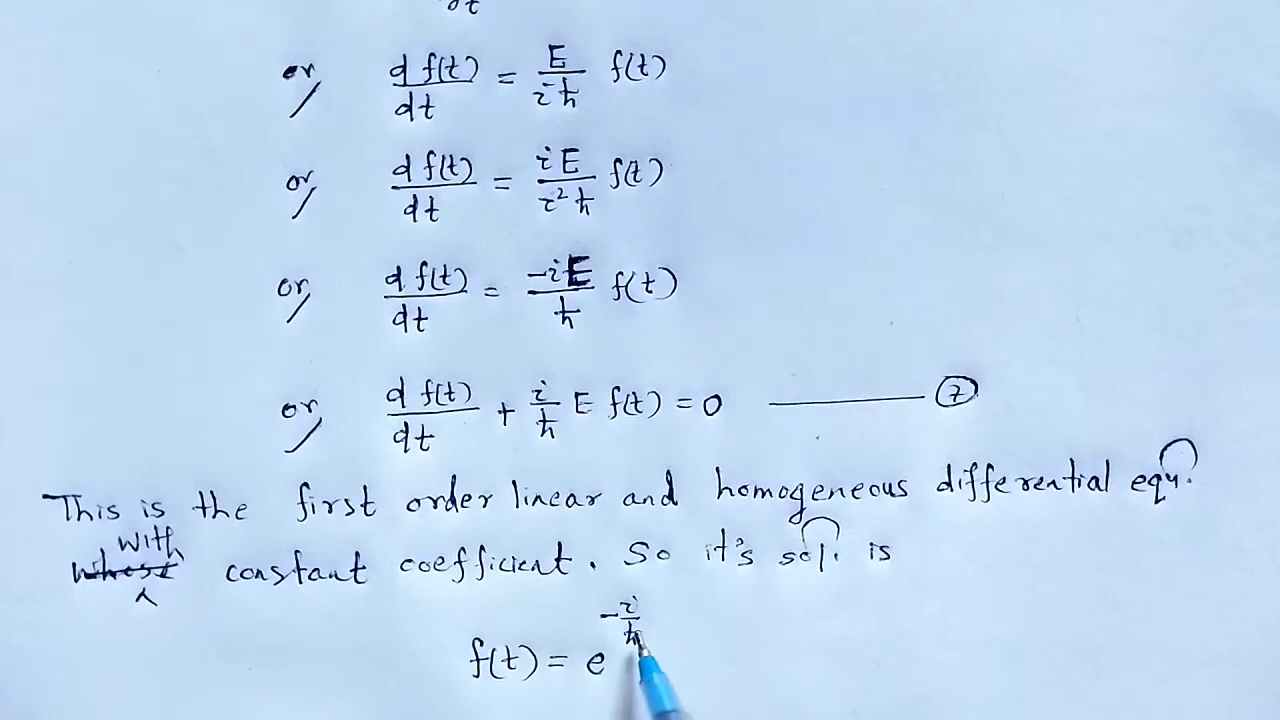 ∂t
or, d f(t)/dt = E/iħ f(t)
or, d f(t)/dt = iE/i²ħ f(t)
or, d f(t)/dt = -iE/ħ f(t)
or, d f(t)/dt + i/ħ E f(t) = 0 ——— ⑦
This is the first order linear and homogeneous differential equ.
with constant coefficient. So it's sol. is
f(t) = e^(-i/ħ)